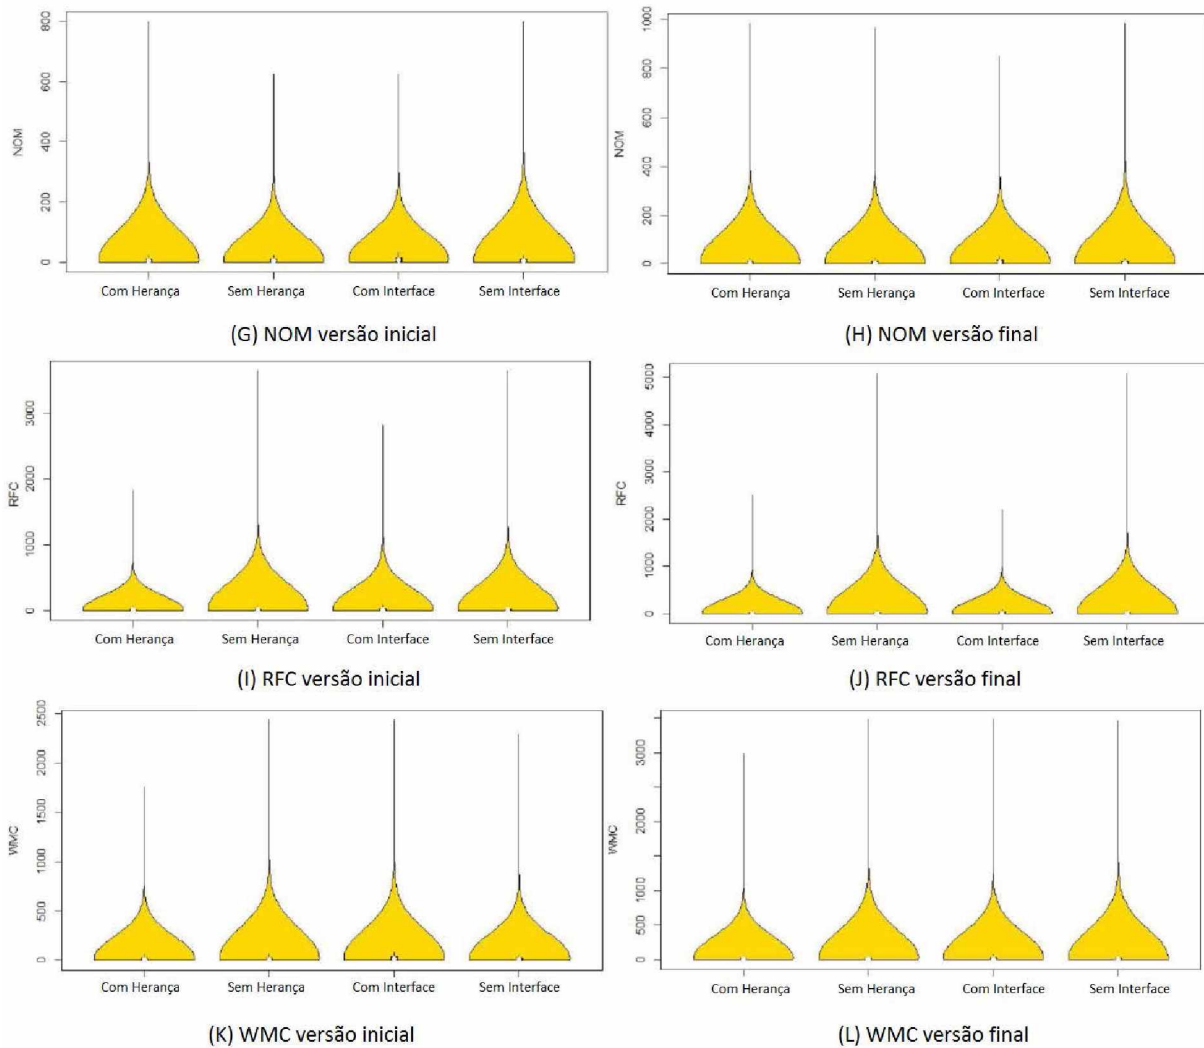 NOM
800
600
400
200
0
Com Herança Sem Herança Com Interface Sem Interface
(G) NOM versão inicial
NOM
1000
800
600
400
200
0
Com Herança Sem Herança Com Interface Sem Interface
(H) NOM versão final
RFC
3000
2000
1000
0
Com Herança Sem Herança Com Interface Sem Interface
(I) RFC versão inicial
RFC
5000
4000
3000
2000
1000
0
Com Herança Sem Herança Com Interface Sem Interface
(J) RFC versão final
WMC
2500
2000
1500
1000
500
0
Com Herança Sem Herança Com Interface Sem Interface
(K) WMC versão inicial
WMC
3000
2000
1000
500
0
Com Herança Sem Herança Com Interface Sem Interface
(L) WMC versão final